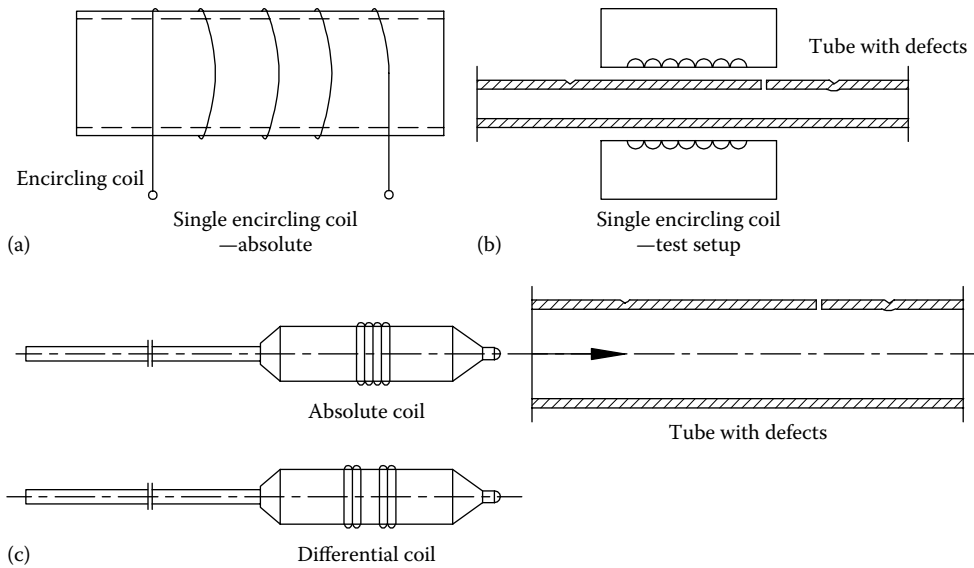 Encircling coil
Single encircling coil
—absolute
(a)
Tube with defects
Single encircling coil
—test setup
(b)
Absolute coil
Tube with defects
Differential coil
(c)